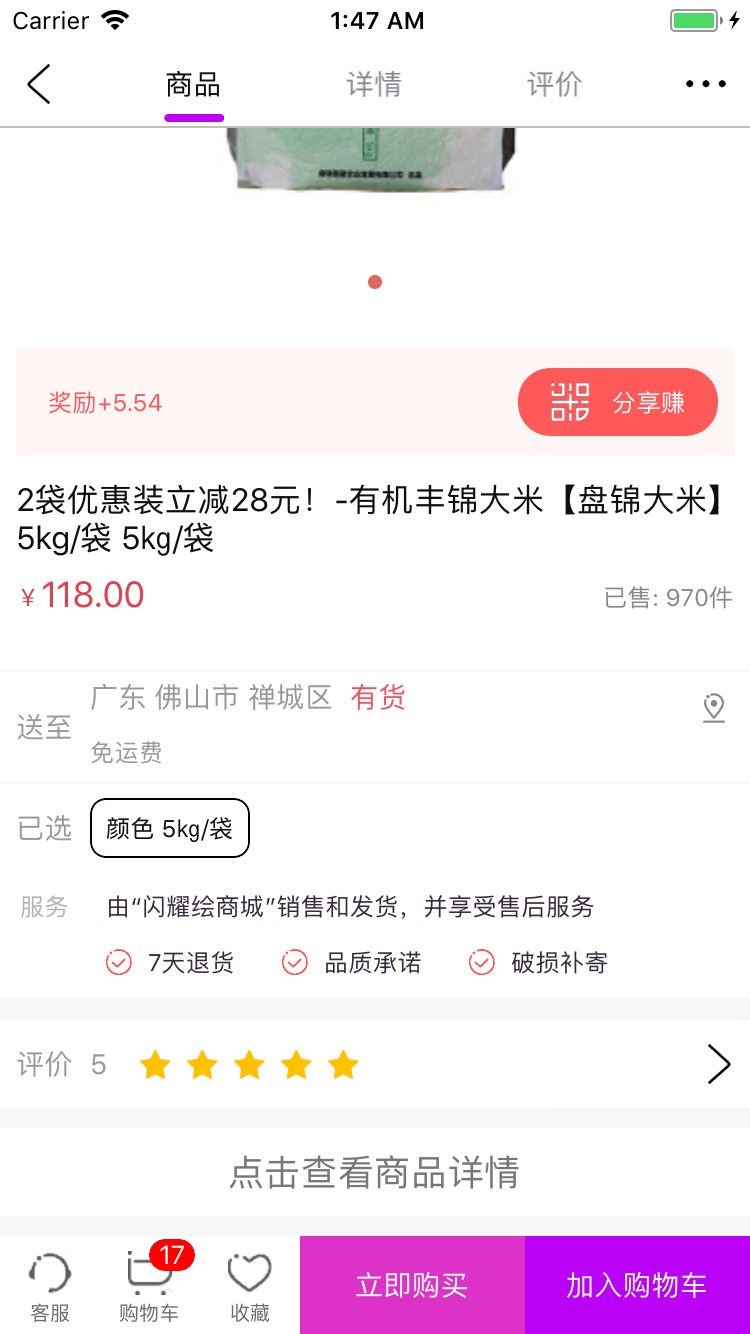 Carrier 1:47 AM
商品 详情 评价
奖励+5.54 分享赚
2袋优惠装立减28元！-有机丰锦大米【盘锦大米】
5kg/袋 5kg/袋
¥118.00 已售: 970件
送至 广东 佛山市 禅城区 有货
免运费
已选 颜色 5kg/袋
服务 由“闪耀绘商城”销售和发货，并享受售后服务
7天退货 品质承诺 破损补寄
评价 5
点击查看商品详情
17
客服 购物车 收藏 立即购买 加入购物车